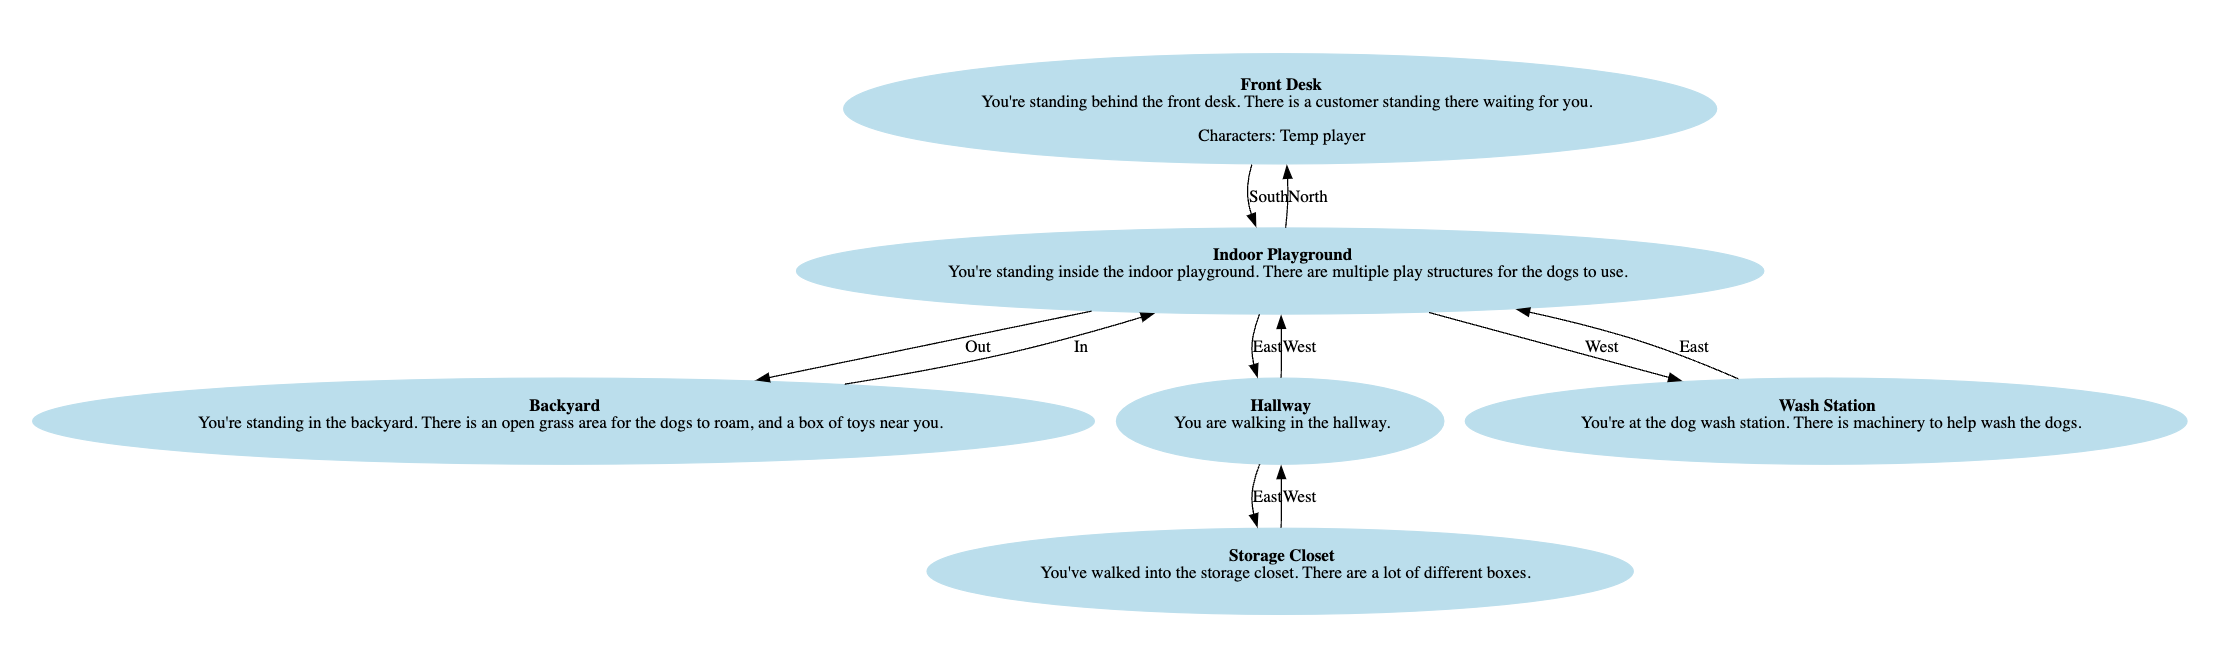 Front Desk
You're standing behind the front desk. There is a customer standing there waiting for you.
Characters: Temp player
South North
Indoor Playground
You're standing inside the indoor playground. There are multiple play structures for the dogs to use.
Out In East West West East
Backyard
You're standing in the backyard. There is an open grass area for the dogs to roam, and a box of toys near you.
Hallway
You are walking in the hallway.
Wash Station
You're at the dog wash station. There is machinery to help wash the dogs.
East West
Storage Closet
You've walked into the storage closet. There are a lot of different boxes.